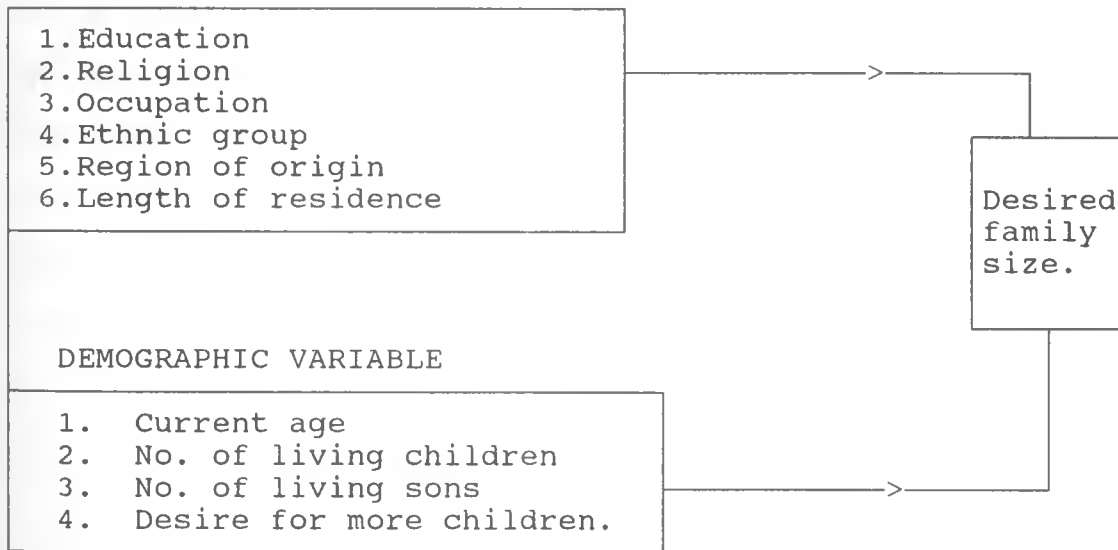 1.Education
2.Religion
3.Occupation
4.Ethnic group
5.Region of origin
6.Length of residence
Desired
family
size.
DEMOGRAPHIC VARIABLE
1. Current age
2. No. of living children
3. No. of living sons
4. Desire for more children.